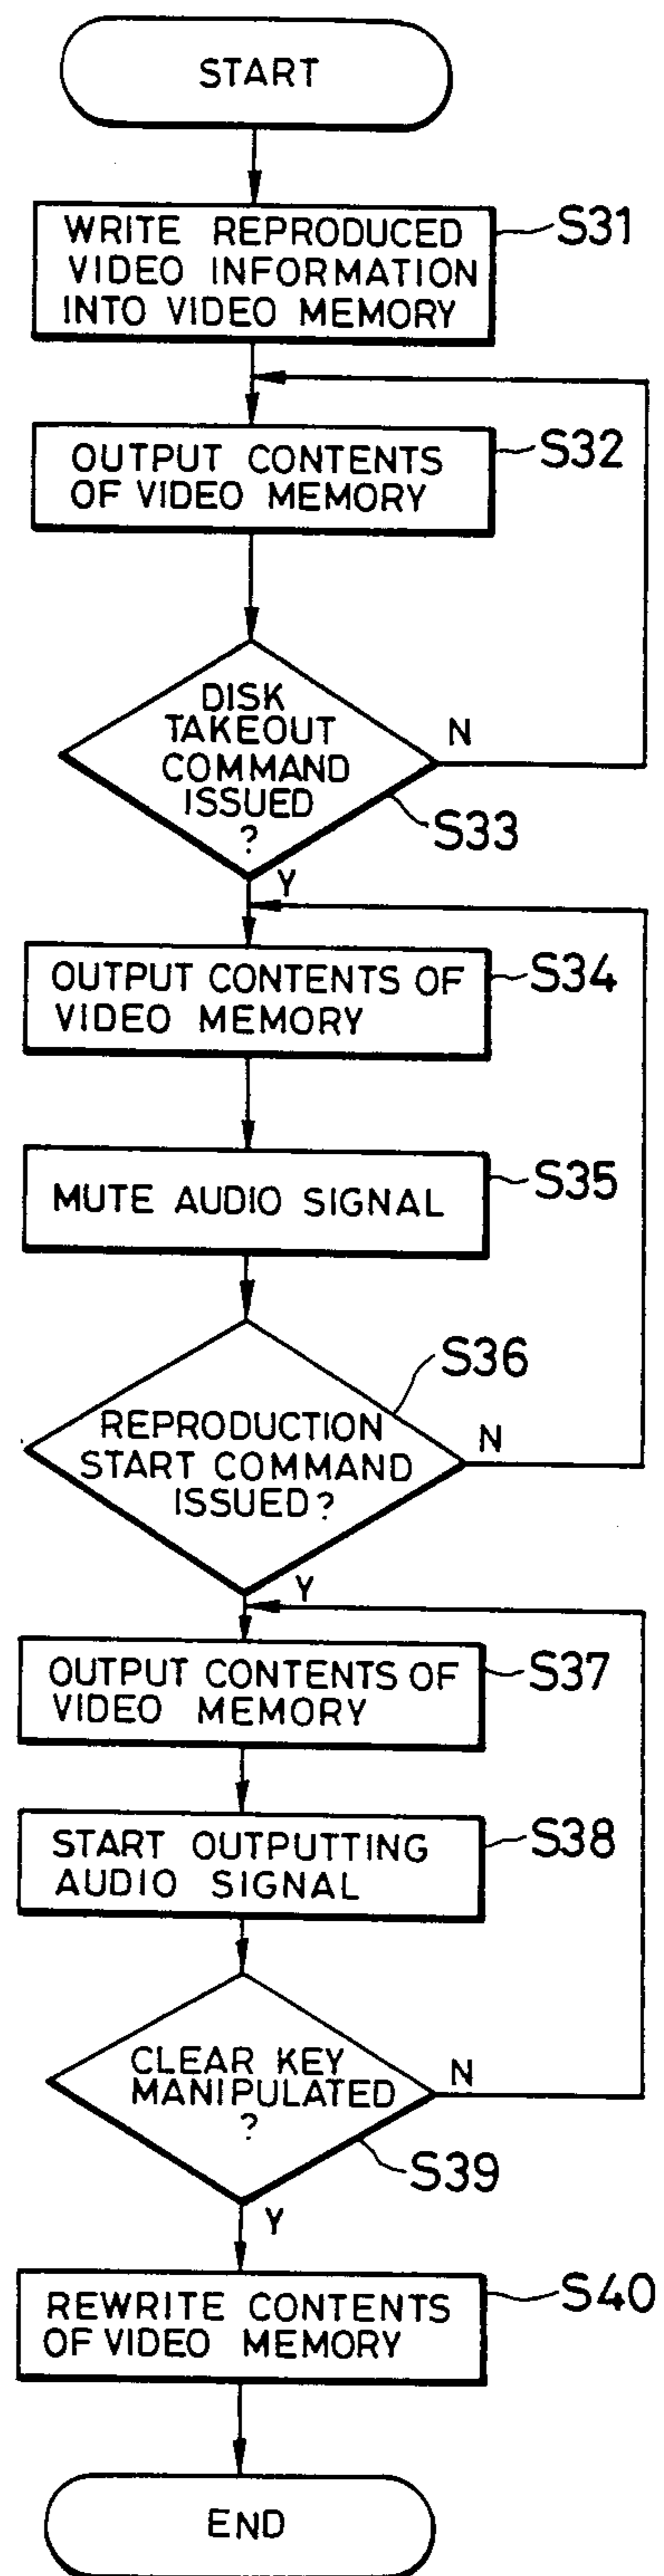 START
WRITE REPRODUCED
VIDEO INFORMATION
INTO VIDEO MEMORY
S31
OUTPUT CONTENTS
OF VIDEO MEMORY
S32
DISK
TAKEOUT
COMMAND
ISSUED
?
N
S33
Y
OUTPUT CONTENTS OF
VIDEO MEMORY
S34
MUTE AUDIO SIGNAL
S35
S36
REPRODUCTION
START COMMAND
ISSUED?
N
Y
OUTPUT CONTENTS OF
VIDEO MEMORY
S37
START OUTPUTTING
AUDIO SIGNAL
S38
CLEAR KEY
MANIPULATED
?
N
S39
Y
REWRITE CONTENTS
OF VIDEO MEMORY
S40
END